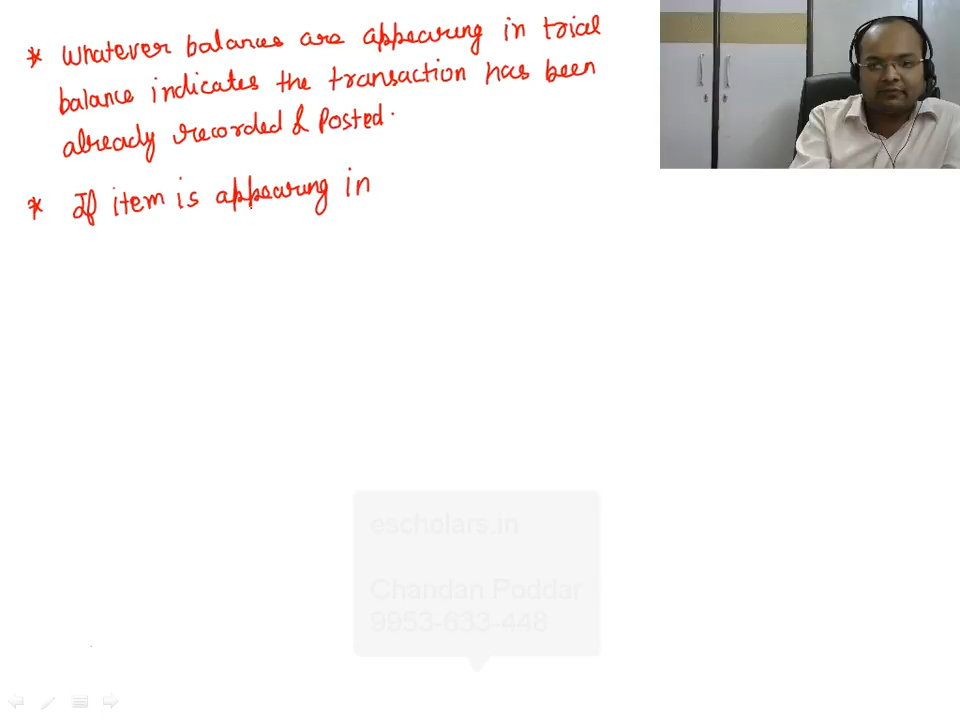 * Whatever balances are appearing in trial
balance indicates the transaction has been
already recorded & Posted.
* If item is appearing in
escholars.in
Chandan Poddar
9953-633-448